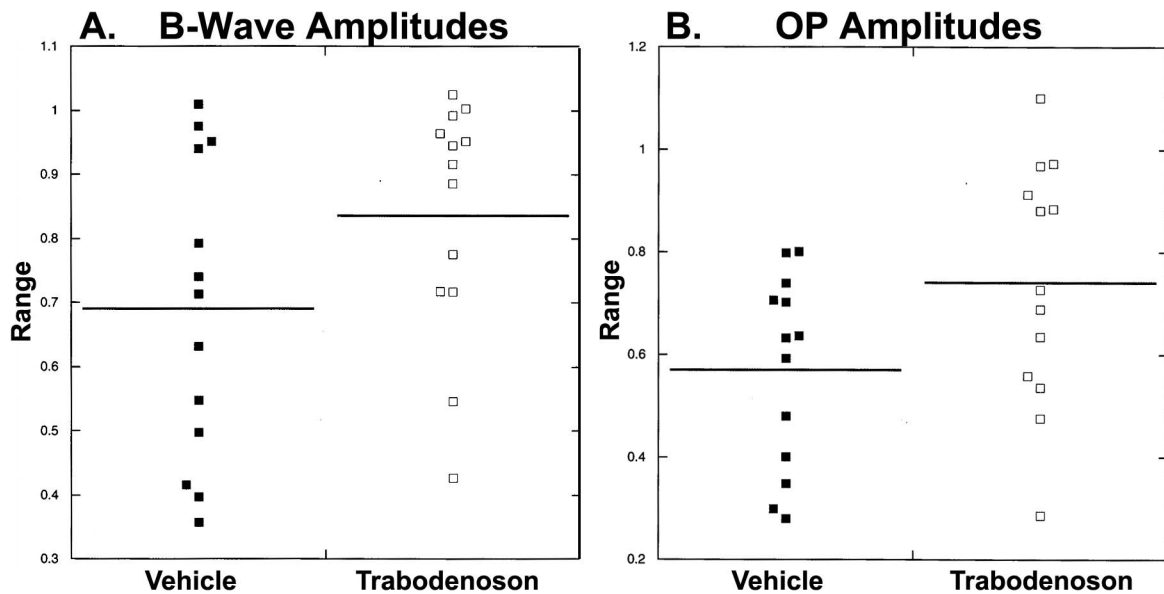 A. B-Wave Amplitudes
1.1
1
0.9
0.8
0.7
0.6
0.5
0.4
0.3
Range
Vehicle
Trabodenoson
B. OP Amplitudes
1.2
1
0.8
0.6
0.4
0.2
Range
Vehicle
Trabodenoson